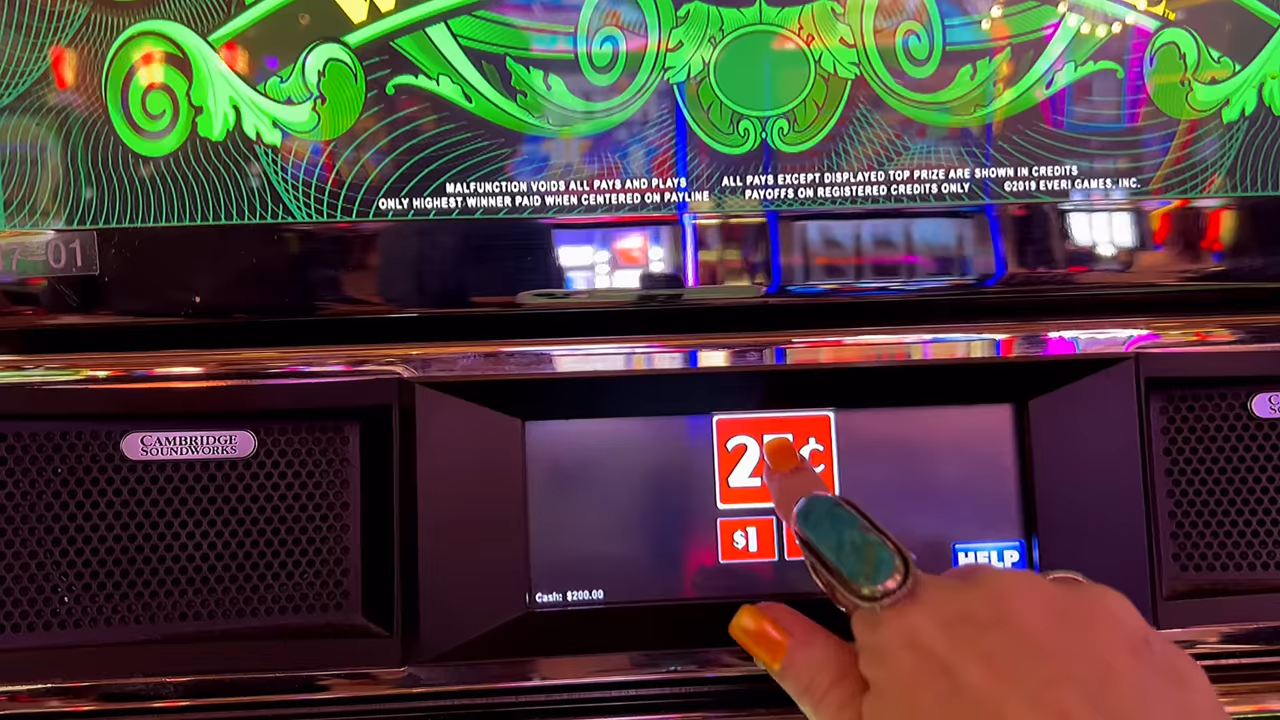 MALFUNCTION VOIDS ALL PAYS AND PLAYS
ONLY HIGHEST WINNER PAID WHEN CENTERED ON PAYLINE
ALL PAYS EXCEPT DISPLAYED TOP PRIZE ARE SHOWN IN CREDITS
PAYOFFS ON REGISTERED CREDITS ONLY ©2019 EVERI GAMES, INC.
7-01
CAMBRIDGE
SOUNDWORKS
25¢
$1
HELP
Cash: $200.00